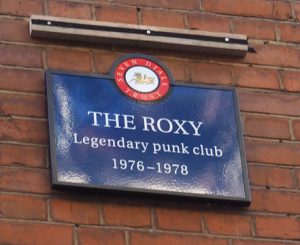 SEVEN DIALS
TRUST
THE ROXY
Legendary punk club
1976–1978